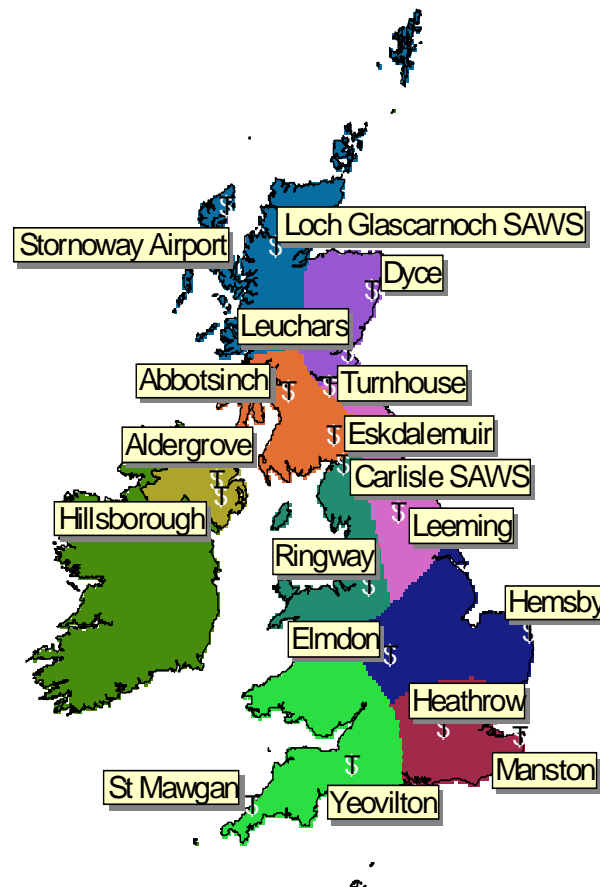 Loch Glascarnoch SAWS
Stornoway Airport
Dyce
Leuchars
Abbotsinch
Turnhouse
Eskdalemuir
Aldergrove
Carlisle SAWS
Hillsborough
Leeming
Ringway
Hemsby
Elmdon
Heathrow
Manston
St Mawgan
Yeovilton